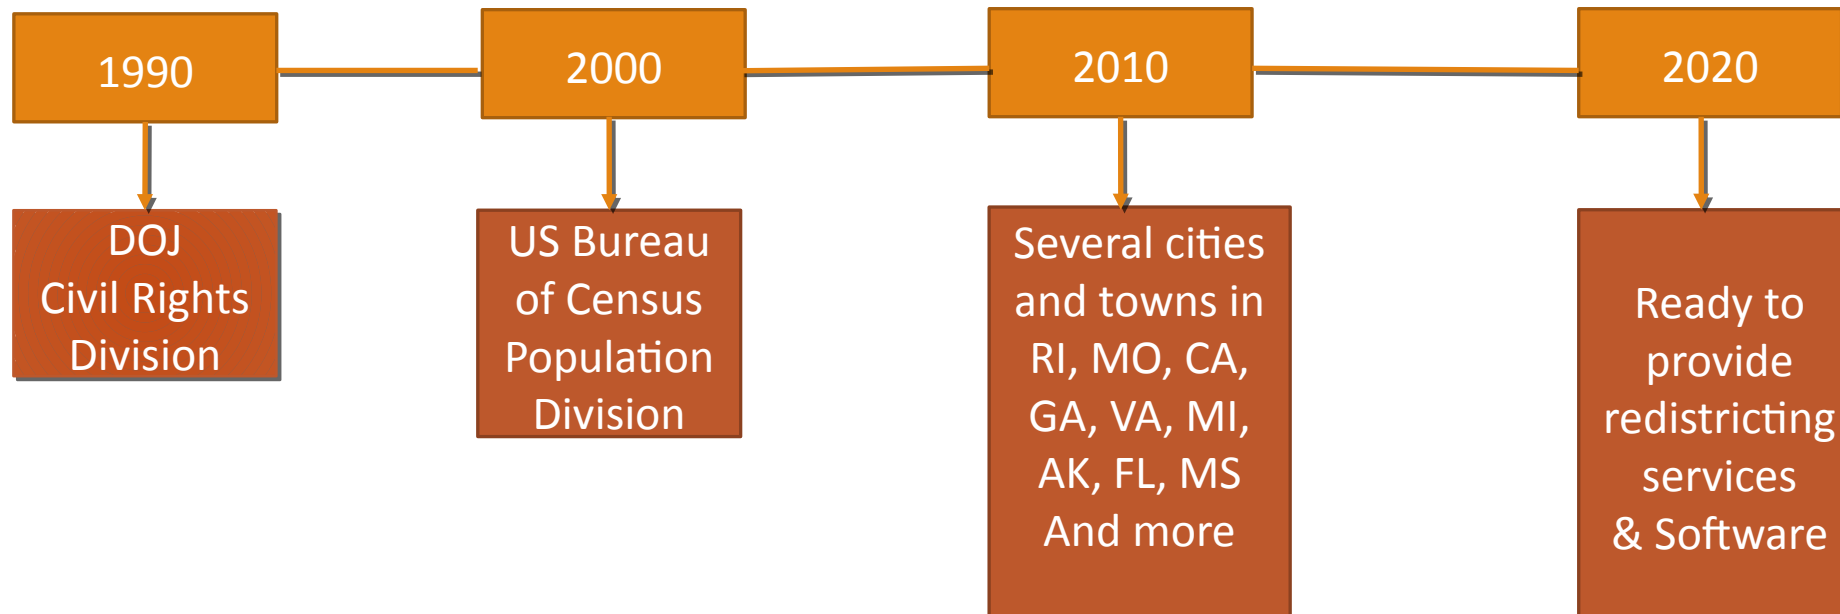 1990
2000
2010
2020
DOJ
Civil Rights
Division
US Bureau
of Census
Population
Division
Several cities
and towns in
RI, MO, CA,
GA, VA, MI,
AK, FL, MS
And more
Ready to
provide
redistricting
services
& Software